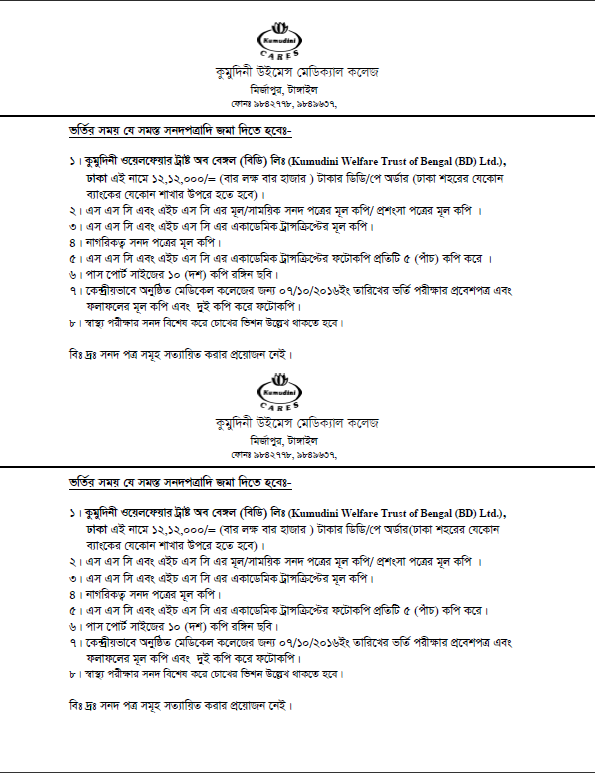 Kumudini
CARES
কুমুদিনী উইমেন্স মেডিক্যাল কলেজ
মির্জাপুর, টাঙ্গাইল
ফোনঃ ৯৮৪২৭৭৮, ৯৮৪৯৬৩৭,
ভর্তির সময় যে সমস্ত সনদপত্রাদি জমা দিতে হবেঃ-
১। কুমুদিনী ওয়েলফেয়ার ট্রাষ্ট অব বেঙ্গল (বিডি) লিঃ (Kumudini Welfare Trust of Bengal (BD) Ltd.),
ঢাকা এই নামে ১২,১২,০০০/= (বার লক্ষ বার হাজার ) টাকার ডিডি/পে অর্ডার (ঢাকা শহরের যেকোন
ব্যাংকের যেকোন শাখার উপরে হতে হবে)।
২। এস এস সি এবং এইচ এস সি এর মূল/সাময়িক সনদ পত্রের মূল কপি/ প্রশংসা পত্রের মূল কপি ।
৩। এস এস সি এবং এইচ এস সি এর একাডেমিক ট্রান্সক্রিপ্টের মূল কপি।
৪। নাগরিকত্ব সনদ পত্রের মূল কপি।
৫। এস এস সি এবং এইচ এস সি এর একাডেমিক ট্রান্সক্রিপ্টের ফটোকপি প্রতিটি ৫ (পাঁচ) কপি করে ।
৬। পাস পোর্ট সাইজের ১০ (দশ) কপি রঙ্গিন ছবি।
৭। কেন্দ্রীয়ভাবে অনুষ্ঠিত মেডিকেল কলেজের জন্য ০৭/১০/২০১৬ইং তারিখের ভর্তি পরীক্ষার প্রবেশপত্র এবং
ফলাফলের মূল কপি এবং দুই কপি করে ফটোকপি।
৮। স্বাস্থ্য পরীক্ষার সনদ বিশেষ করে চোখের ভিশন উল্লেখ থাকতে হবে।
বিঃ দ্রঃ সনদ পত্র সমূহ সত্যায়িত করার প্রয়োজন নেই।
Kumudini
CARES
কুমুদিনী উইমেন্স মেডিক্যাল কলেজ
মির্জাপুর, টাঙ্গাইল
ফোনঃ ৯৮৪২৭৭৮, ৯৮৪৯৬৩৭,
ভর্তির সময় যে সমস্ত সনদপত্রাদি জমা দিতে হবেঃ-
১। কুমুদিনী ওয়েলফেয়ার ট্রাষ্ট অব বেঙ্গল (বিডি) লিঃ (Kumudini Welfare Trust of Bengal (BD) Ltd.),
ঢাকা এই নামে ১২,১২,০০০/= (বার লক্ষ বার হাজার ) টাকার ডিডি/পে অর্ডার(ঢাকা শহরের যেকোন
ব্যাংকের যেকোন শাখার উপরে হতে হবে)।
২। এস এস সি এবং এইচ এস সি এর মূল/সাময়িক সনদ পত্রের মূল কপি/ প্রশংসা পত্রের মূল কপি ।
৩। এস এস সি এবং এইচ এস সি এর একাডেমিক ট্রান্সক্রিপ্টের মূল কপি।
৪। নাগরিকত্ব সনদ পত্রের মূল কপি।
৫। এস এস সি এবং এইচ এস সি এর একাডেমিক ট্রান্সক্রিপ্টের ফটোকপি প্রতিটি ৫ (পাঁচ) কপি করে।
৬। পাস পোর্ট সাইজের ১০ (দশ) কপি রঙ্গিন ছবি।
৭। কেন্দ্রীয়ভাবে অনুষ্ঠিত মেডিকেল কলেজের জন্য ০৭/১০/২০১৬ইং তারিখের ভর্তি পরীক্ষার প্রবেশপত্র এবং
ফলাফলের মূল কপি এবং দুই কপি করে ফটোকপি।
৮। স্বাস্থ্য পরীক্ষার সনদ বিশেষ করে চোখের ভিশন উল্লেখ থাকতে হবে।
বিঃ দ্রঃ সনদ পত্র সমূহ সত্যায়িত করার প্রয়োজন নেই।